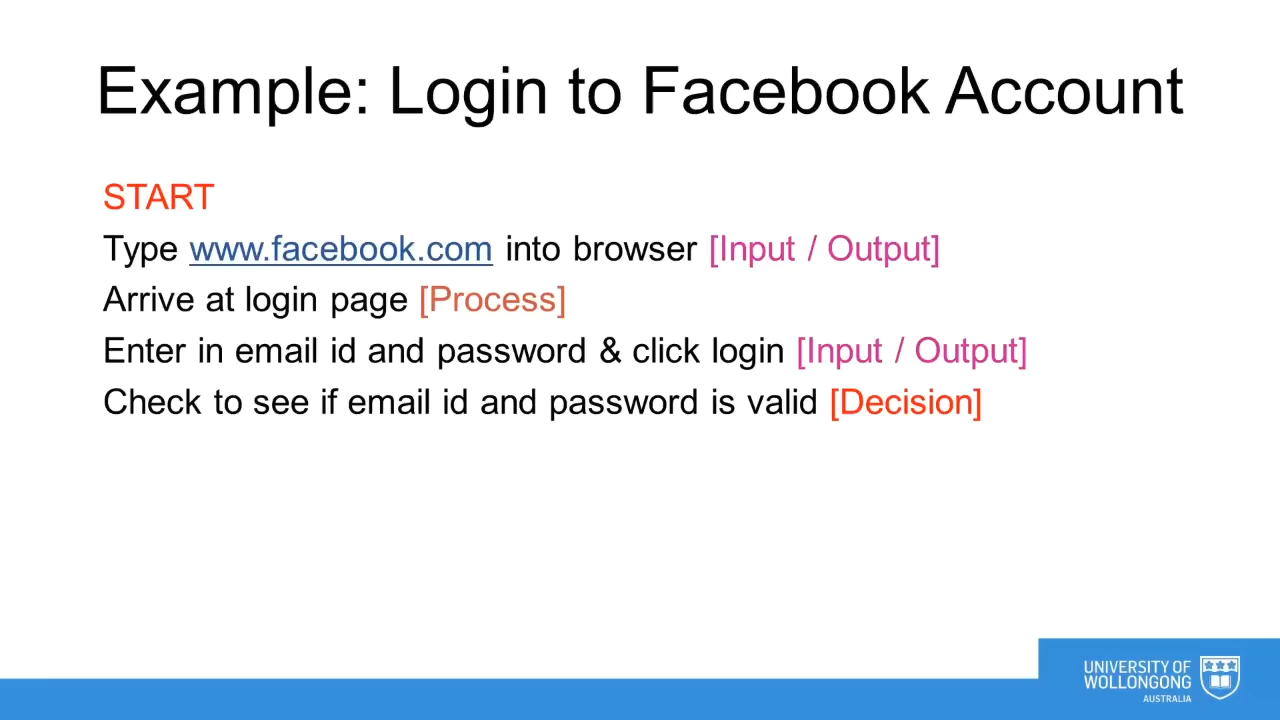 Example: Login to Facebook Account
START
Type www.facebook.com into browser [Input / Output]
Arrive at login page [Process]
Enter in email id and password & click login [Input / Output]
Check to see if email id and password is valid [Decision]
UNIVERSITY OF
WOLLONGONG
AUSTRALIA